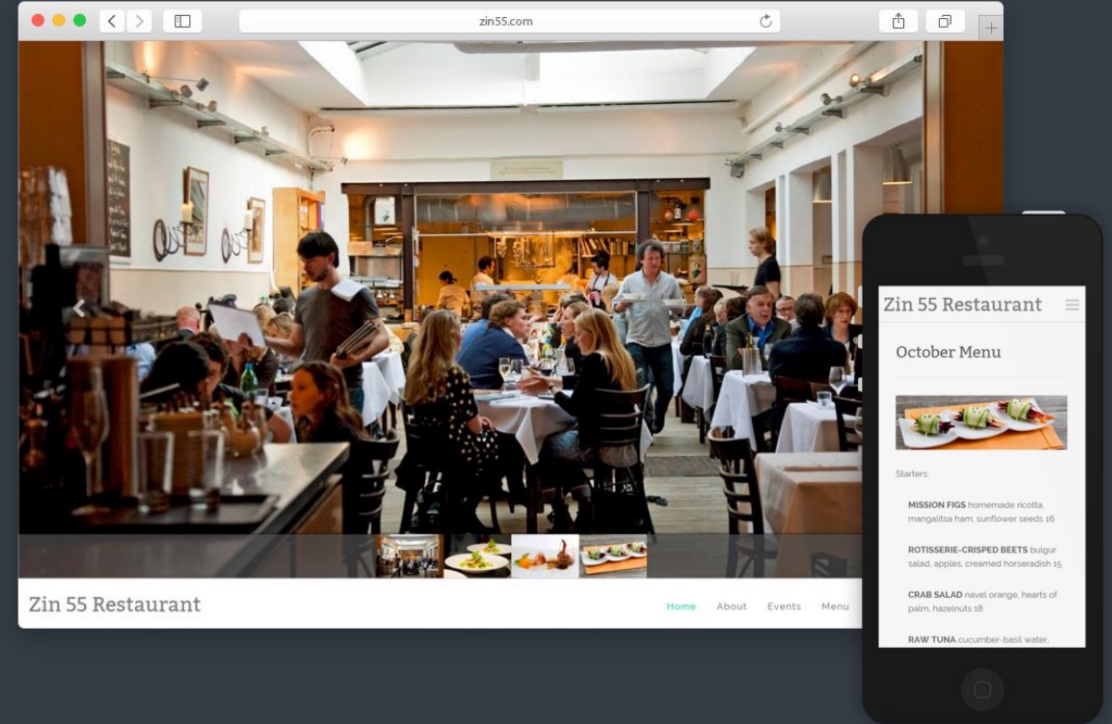 zin55.com
Zin 55 Restaurant
Home About Events Menu
Zin 55 Restaurant
October Menu
Starters:
MISSION FIGS homemade ricotta,
mangalitsa ham, sunflower seeds 16
ROTISSERIE-CRISPED BEETS bulgur
salad, apples, creamed horseradish 15
CRAB SALAD navel orange, hearts of
palm, hazelnuts 18
RAW TUNA cucumber-basil water,